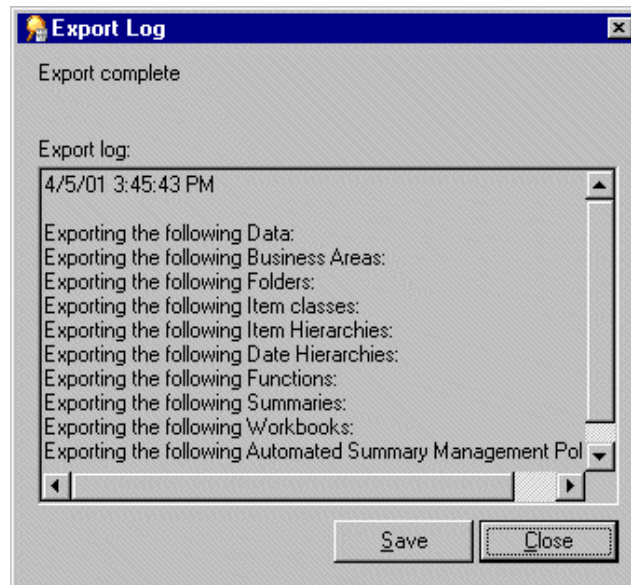 Export Log
Export complete
Export log:
4/5/01 3:45:43 PM
Exporting the following Data:
Exporting the following Business Areas:
Exporting the following Folders:
Exporting the following Item classes:
Exporting the following Item Hierarchies:
Exporting the following Date Hierarchies:
Exporting the following Functions:
Exporting the following Summaries:
Exporting the following Workbooks:
Exporting the following Automated Summary Management Pol
Save Close